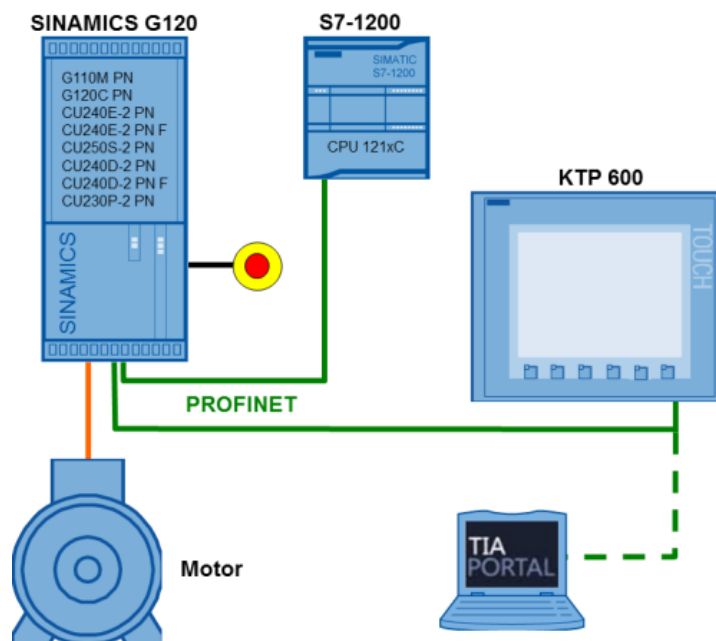 SINAMICS G120
S7-1200
G110M PN
G120C PN
CU240E-2 PN
CU240E-2 PN F
CU250S-2 PN
CU240D-2 PN
CU240D-2 PN F
CU230P-2 PN
SINAMICS
SIMATIC
S7-1200
CPU 121xC
KTP 600
TOUCH
PROFINET
Motor
TIA
PORTAL